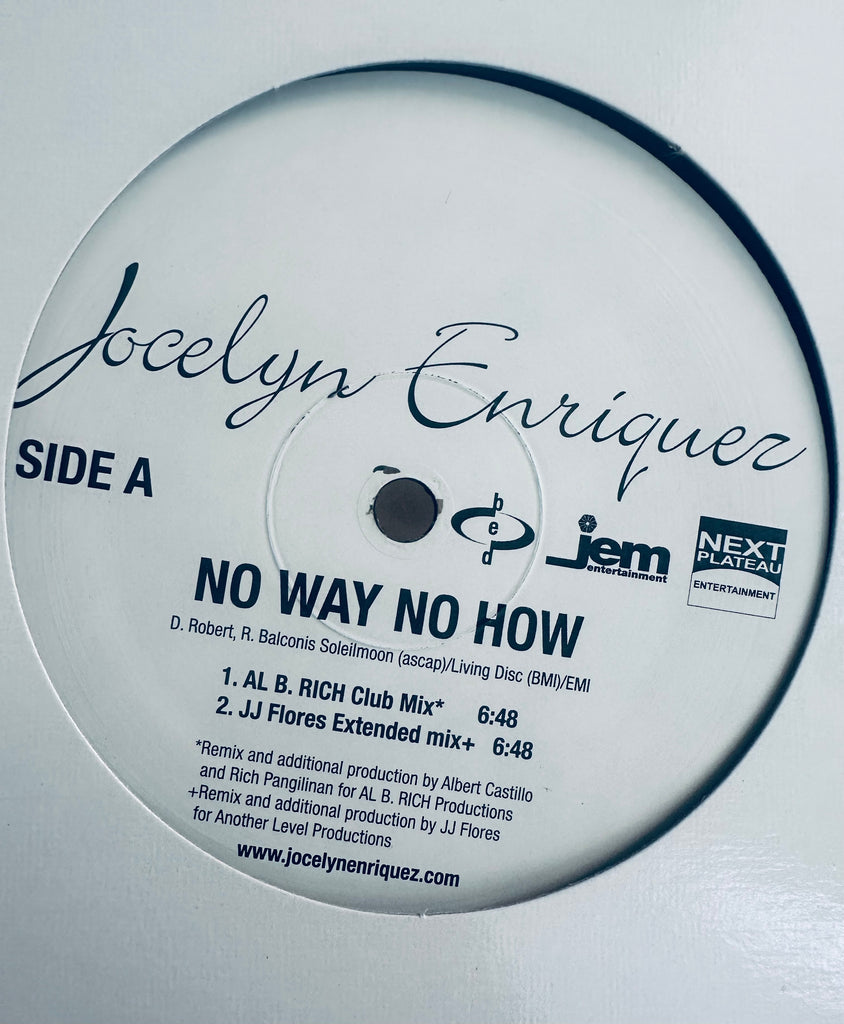 Jocelyn Enriquez
SIDE A
bed
jem
entertainment
NEXT
PLATEAU
ENTERTAINMENT
NO WAY NO HOW
D. Robert, R. Balconis Soleilmoon (ascap)/Living Disc (BMI)/EMI
1. AL B. RICH Club Mix* 6:48
2. JJ Flores Extended mix+ 6:48
*Remix and additional production by Albert Castillo
and Rich Pangilinan for AL B. RICH Productions
+Remix and additional production by JJ Flores
for Another Level Productions
www.jocelynenriquez.com